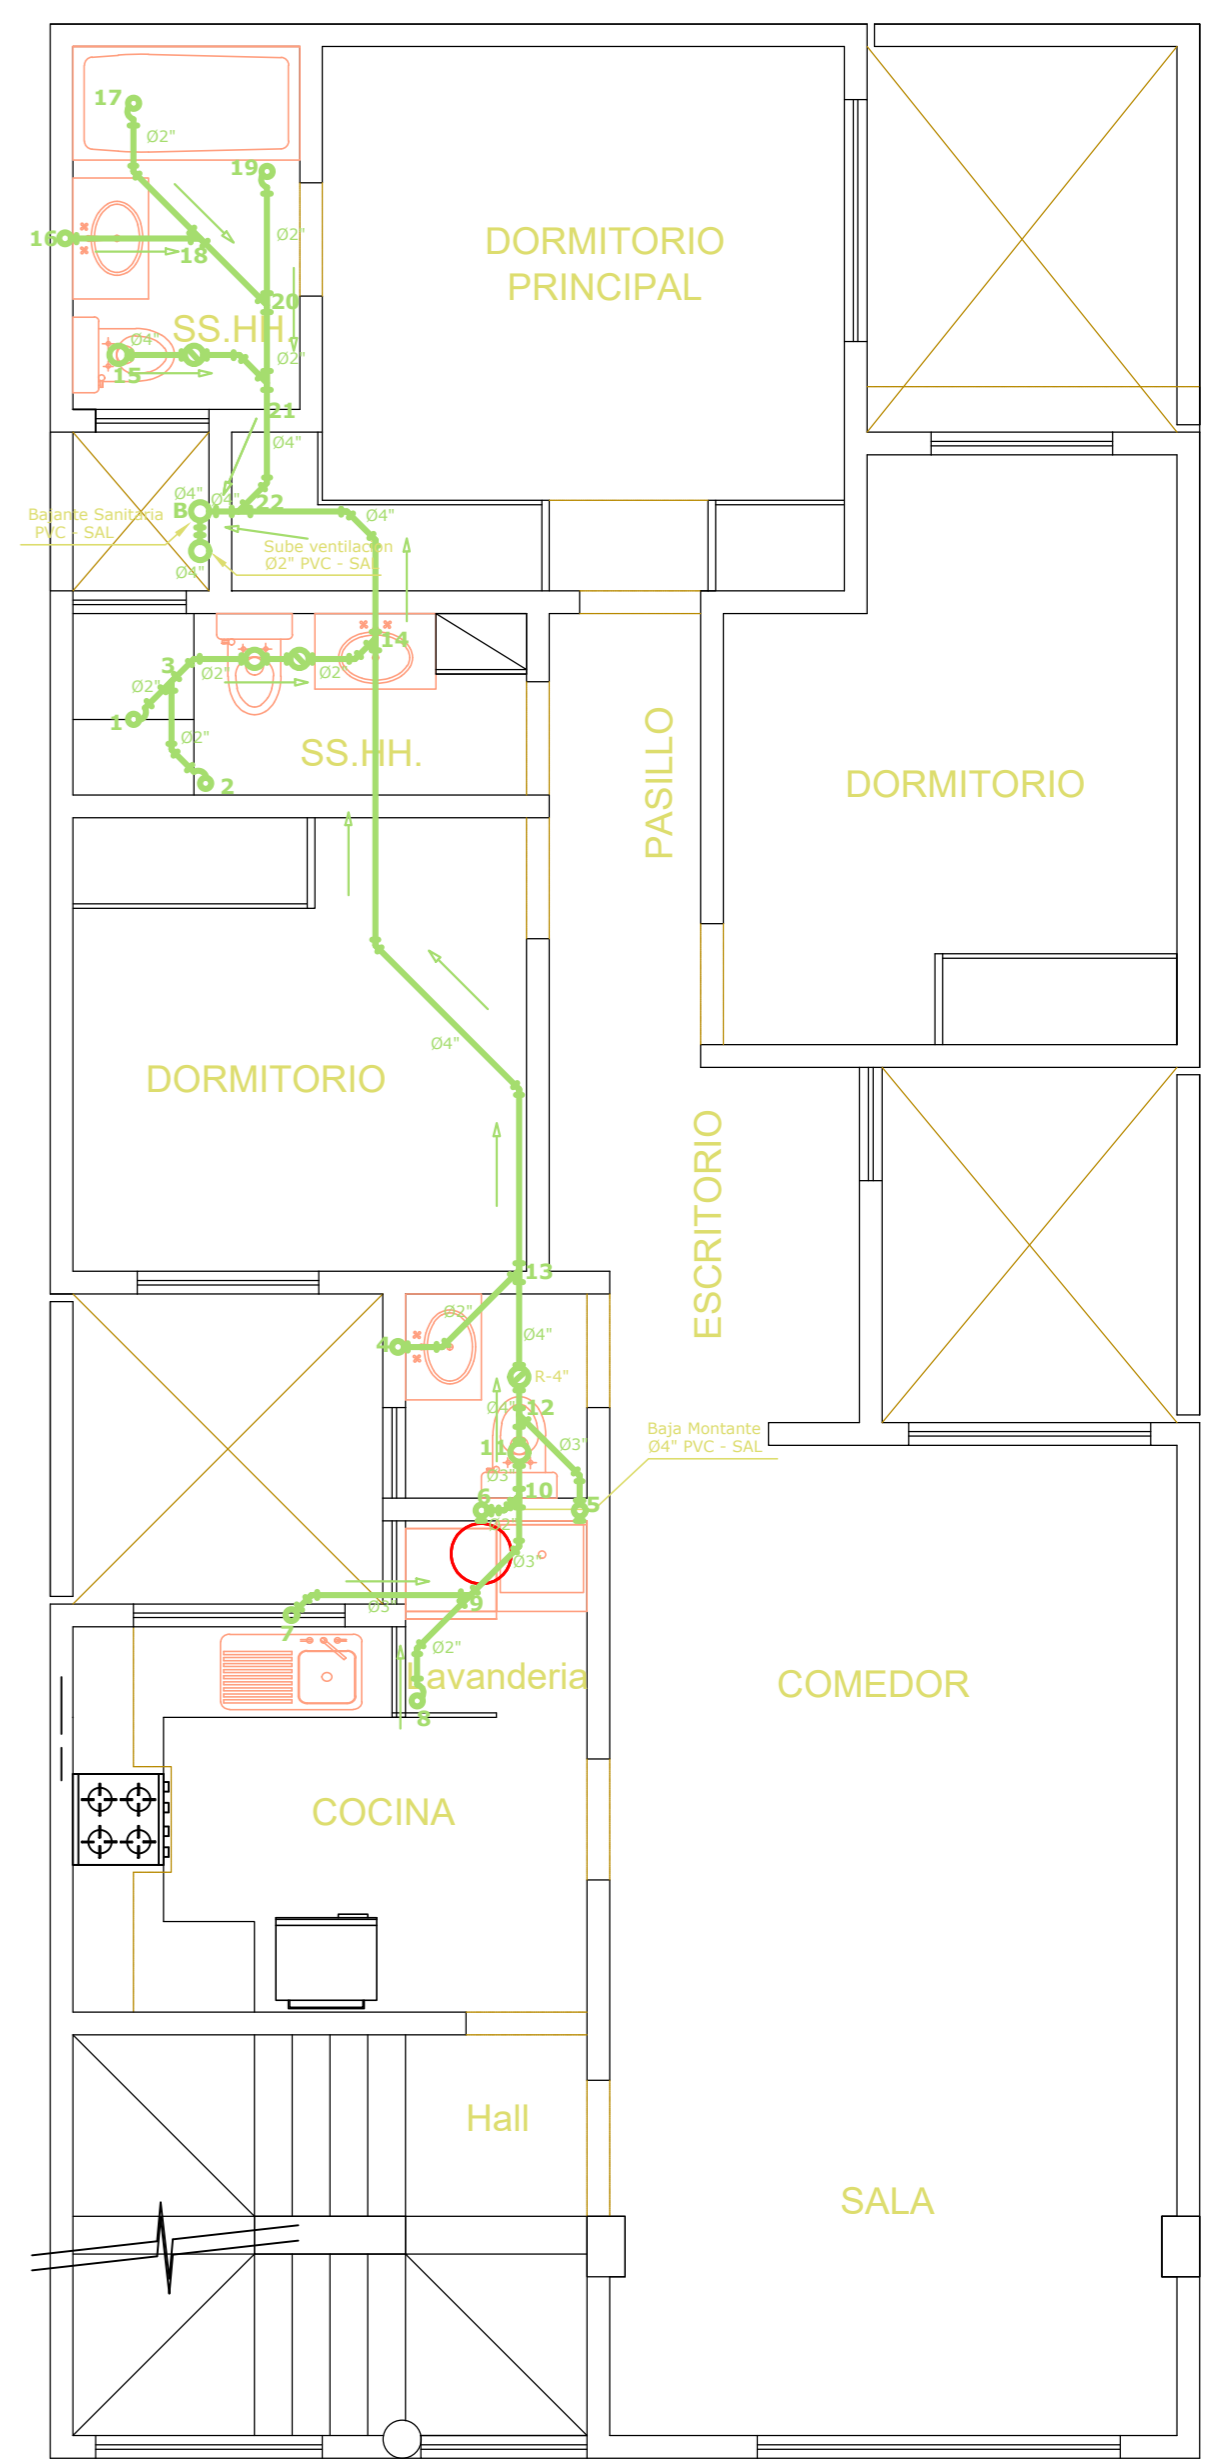 17
Ø2"
19
16
18
Ø2"
DORMITORIO
PRINCIPAL
20
SS.HH.
Ø4"
15
Ø2"
21
Ø4"
Ø4"
Ø4"
B
22
Bajante Sanitaria
PVC - SAL
Ø4"
Sube ventilación
Ø2" PVC - SAL
Ø4"
14
3
Ø2"
Ø2"
Ø2"
1
Ø2"
2
SS.HH.
PASILLO
DORMITORIO
DORMITORIO
Ø4"
ESCRITORIO
13
Ø2"
4
Ø4"
R-4"
Ø4"
12
11
Ø3"
Baja Montante
Ø4" PVC - SAL
Ø3"
10
6
5
Ø2"
Ø3"
9
Ø3"
7
Ø2"
Lavanderia
8
COMEDOR
COCINA
Hall
SALA